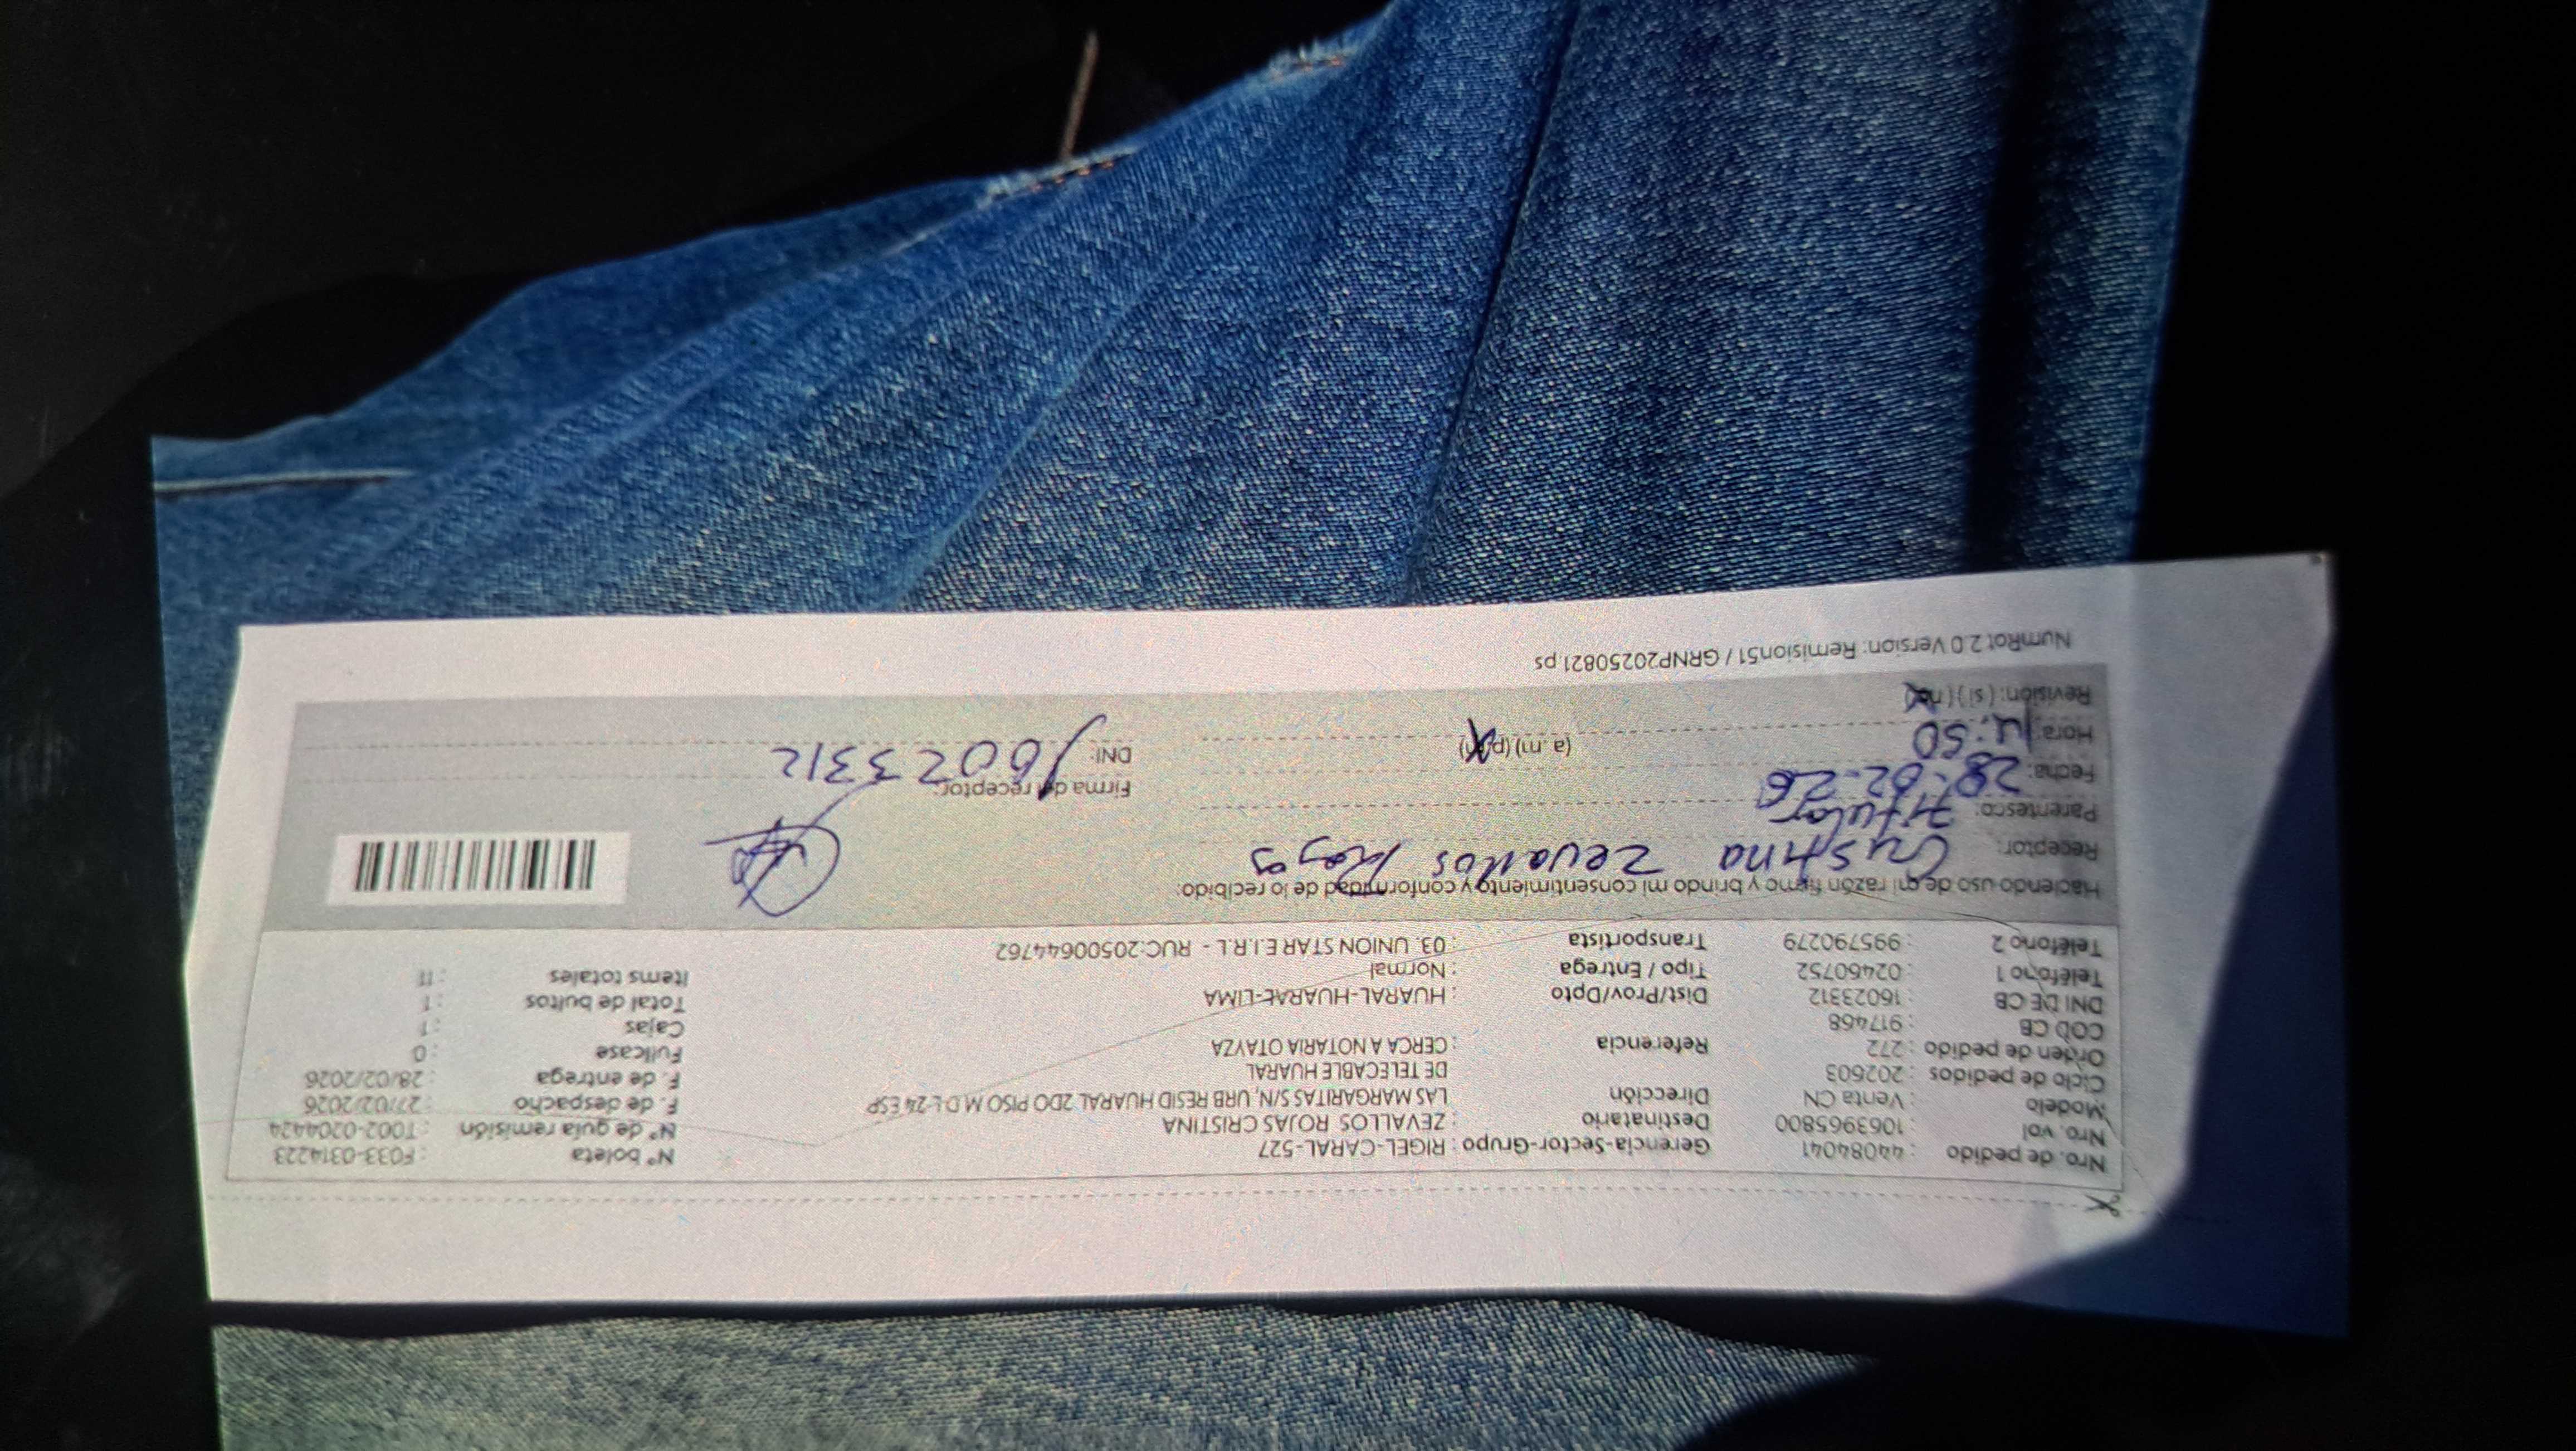 Nro. de pedido : 44084041 Gerencia-Sector-Grupo : RIGEL-CARAL-527 N° boleta : F033-0314223
Nro. vol : 1063965800 Destinatario : ZEVALLOS ROJAS CRISTINA N° de guía remisión : T002-0204424
Modelo : Venta CN Dirección LAS MARGARITAS S/N, URB RESID HUARAL 2DO PISO M D L-24 ESP F. de despacho : 27/02/2026
Ciclo de pedidos : 202603 DE TELECABLE HUARAL F. de entrega : 28/02/2026
Orden de pedido : 272 Referencia : CERCA A NOTARIA OTAYZA Fullcase : 0
COD CB : 917468 Cajas : 1
DNI DE CB : 16023312 Dist/Prov/Dpto : HUARAL-HUARAL-LIMA Total de bultos : 1
Teléfono 1 : 02460752 Tipo / Entrega : Normal Items totales : 11
Teléfono 2 : 995790279 Transportista : 03. UNION STAR E.I.R.L - RUC:20500644762
Haciendo uso de mi razón firmo y brindo mi consentimiento y conformidad de lo recibido:
Receptor: Cristina Zevallos Rojas
Parentesco: Titular
Fecha: 28-02-26 Firma del receptor:
Hora: 14:50 (a. m) (p. m) DNI: 16023312
Revisión: (si) (no)
NumRot 2.0 Version: Remision51 / GRNP20250821.ps